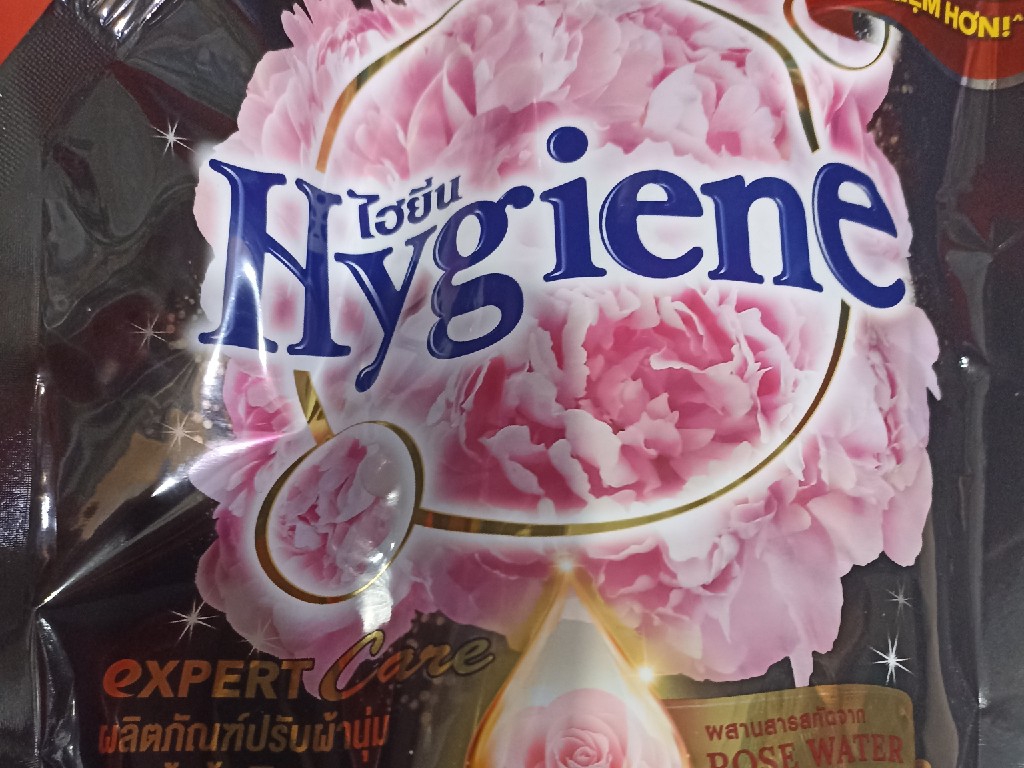 HƠN!
ไฮยีน
Hygiene
EXPERT Care
ผลิตภัณฑ์ปรับผ้านุ่ม
ผสานสารสกัดจาก
ROSE WATER